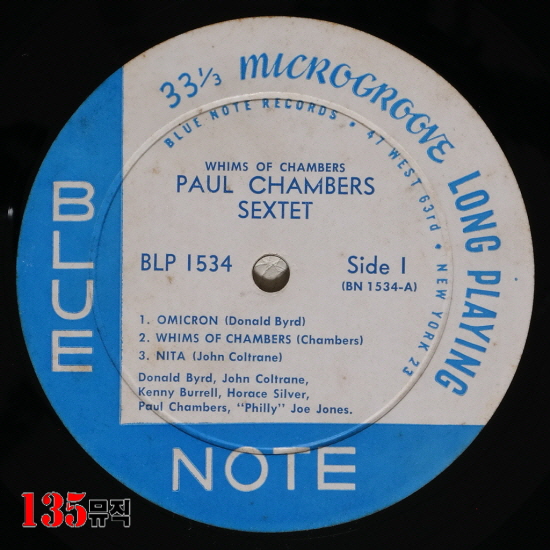 33⅓ MICROGROOVE LONG PLAYING
BLUE NOTE RECORDS • 47 WEST 63rd • NEW YORK 23
WHIMS OF CHAMBERS
PAUL CHAMBERS
SEXTET
BLP 1534
Side 1
(BN 1534-A)
1. OMICRON (Donald Byrd)
2. WHIMS OF CHAMBERS (Chambers)
3. NITA (John Coltrane)
Donald Byrd, John Coltrane,
Kenny Burrell, Horace Silver,
Paul Chambers, "Philly" Joe Jones.
BLUE
NOTE
135뮤직